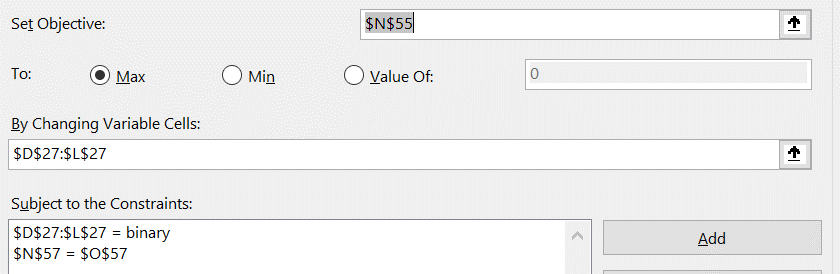 Set Objective: $N$55
To: Max Min Value Of: 0
By Changing Variable Cells:
$D$27:$L$27
Subject to the Constraints:
$D$27:$L$27 = binary
$N$57 = $O$57
Add